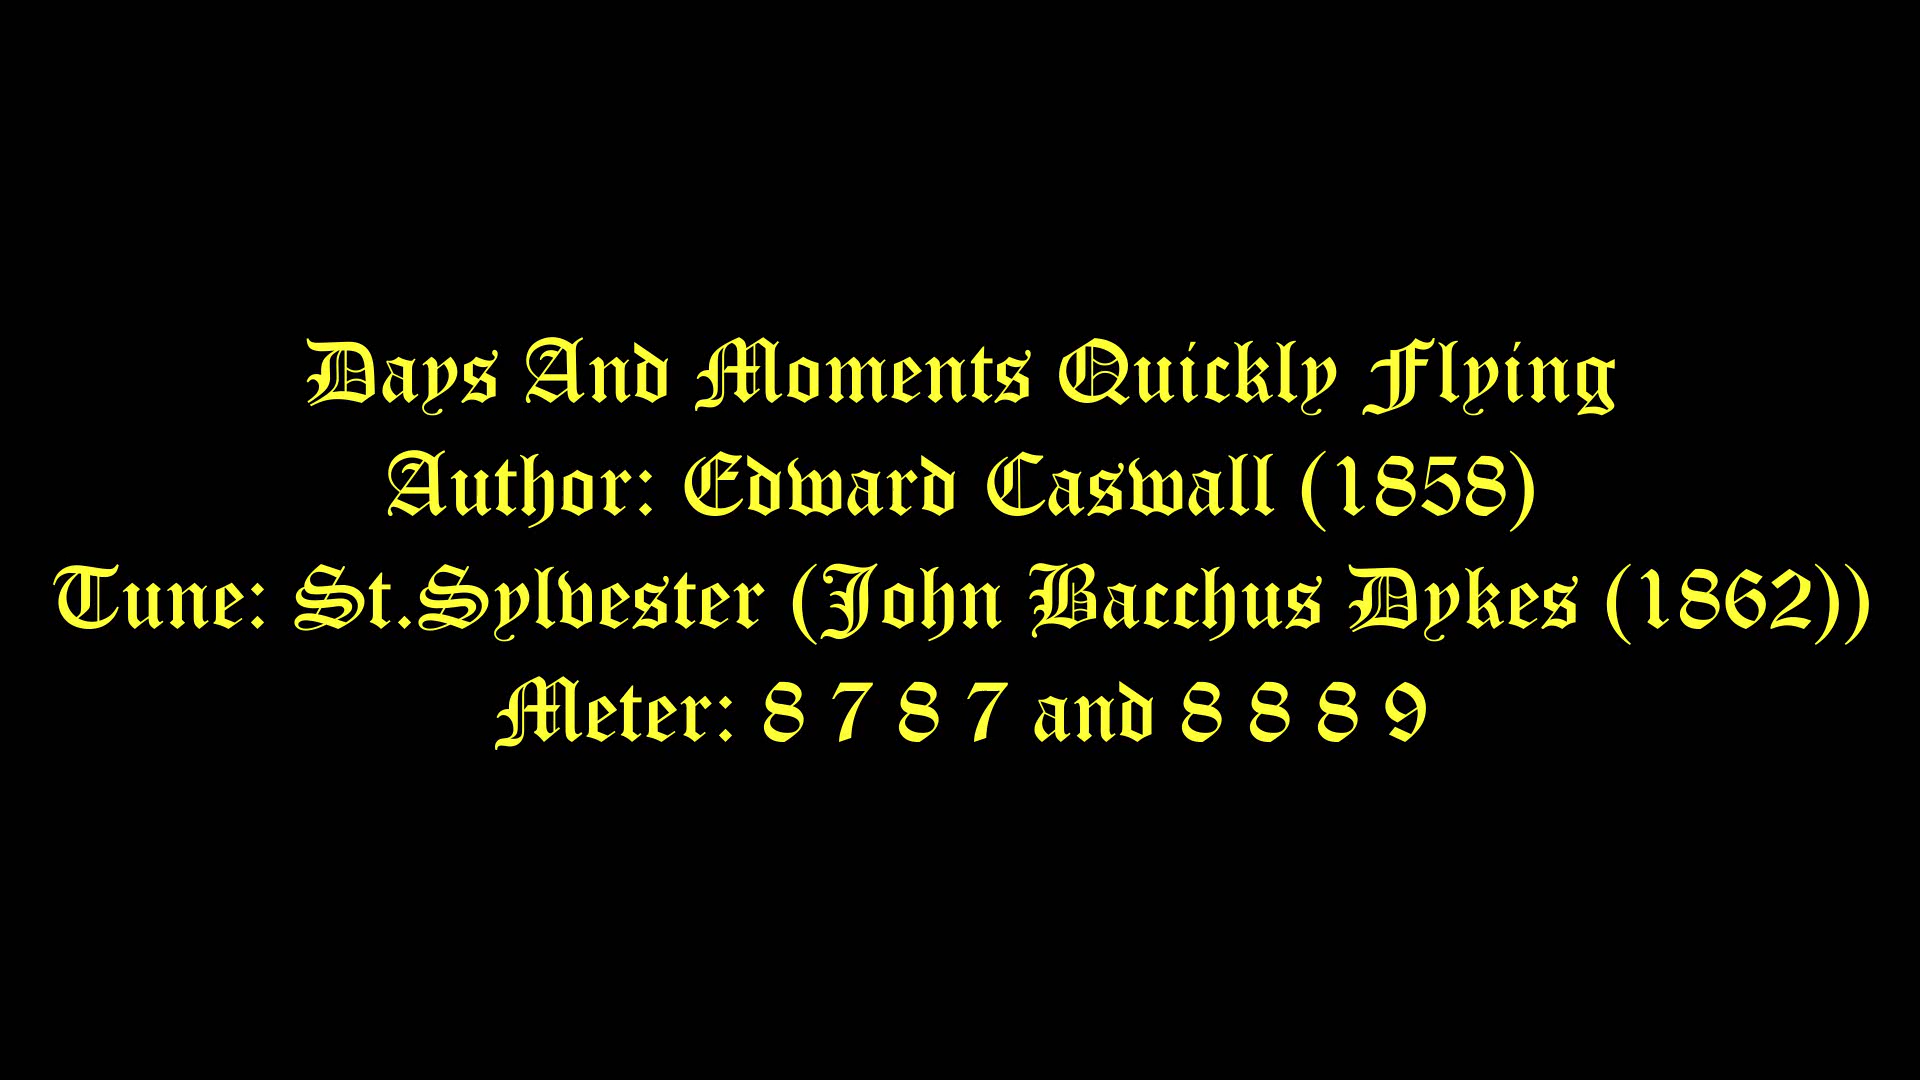 Days And Moments Quickly Flying
Author: Edward Caswall (1858)
Tune: St.Sylvester (John Bacchus Dykes (1862))
Meter: 8 7 8 7 and 8 8 8 9